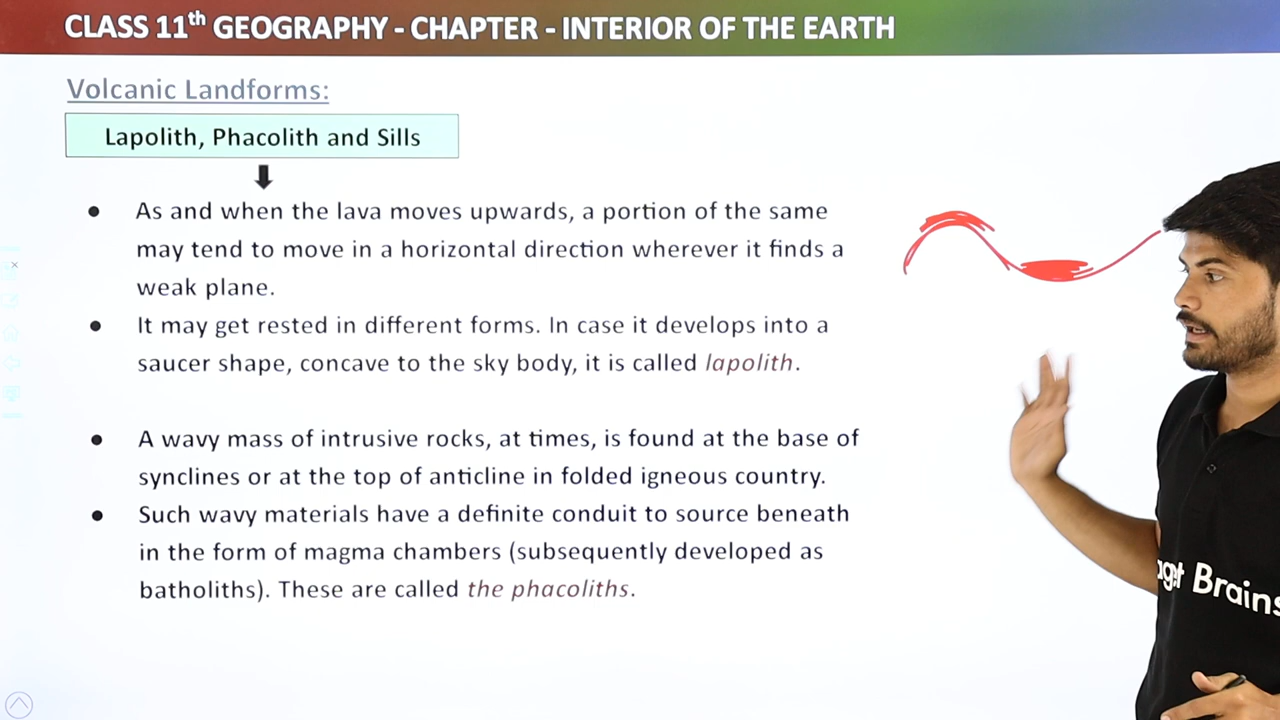 CLASS 11th GEOGRAPHY - CHAPTER - INTERIOR OF THE EARTH
Volcanic Landforms:
Lapolith, Phacolith and Sills
• As and when the lava moves upwards, a portion of the same
may tend to move in a horizontal direction wherever it finds a
weak plane.
• It may get rested in different forms. In case it develops into a
saucer shape, concave to the sky body, it is called lapolith.
• A wavy mass of intrusive rocks, at times, is found at the base of
synclines or at the top of anticline in folded igneous country.
• Such wavy materials have a definite conduit to source beneath
in the form of magma chambers (subsequently developed as
batholiths). These are called the phacoliths.
Brains